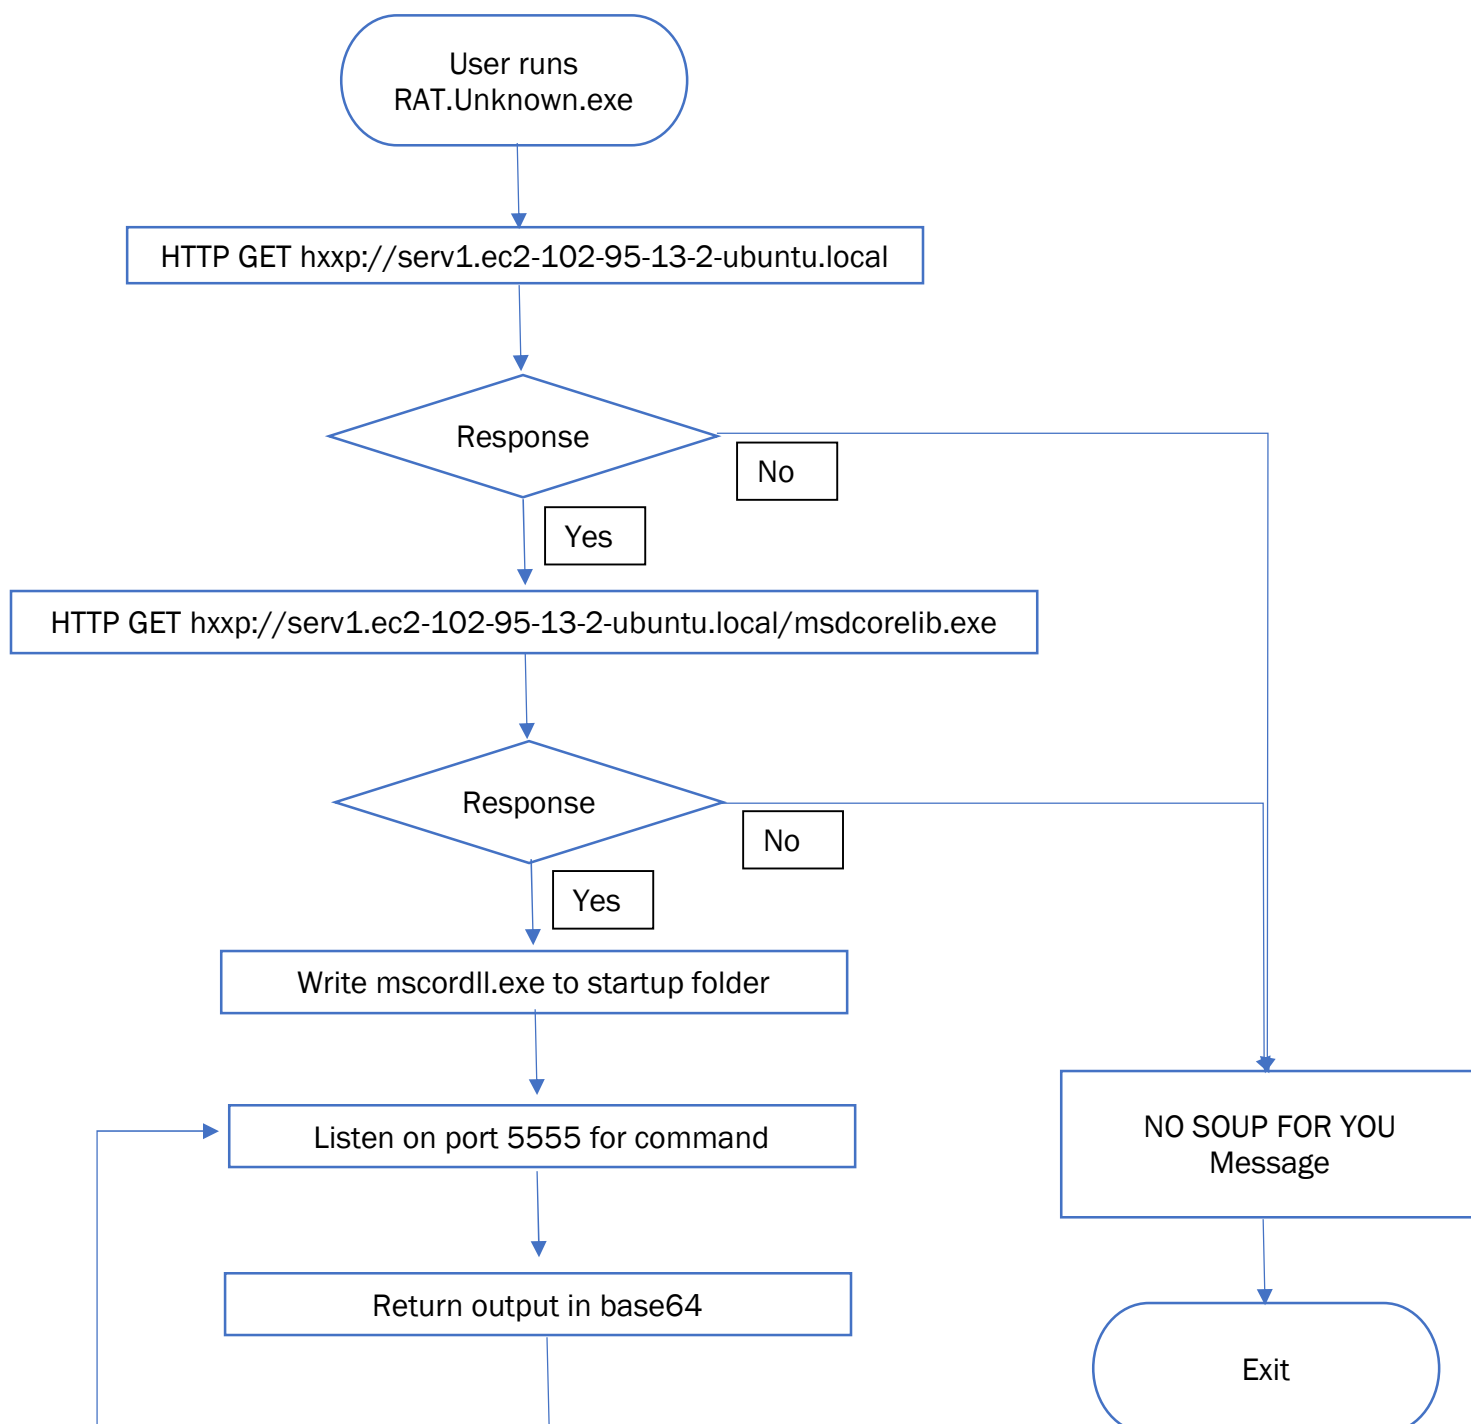 User runs
RAT.Unknown.exe
HTTP GET hxxp://serv1.ec2-102-95-13-2-ubuntu.local
Response
No
Yes
HTTP GET hxxp://serv1.ec2-102-95-13-2-ubuntu.local/msdcorelib.exe
Response
No
Yes
Write mscordll.exe to startup folder
Listen on port 5555 for command
NO SOUP FOR YOU
Message
Return output in base64
Exit